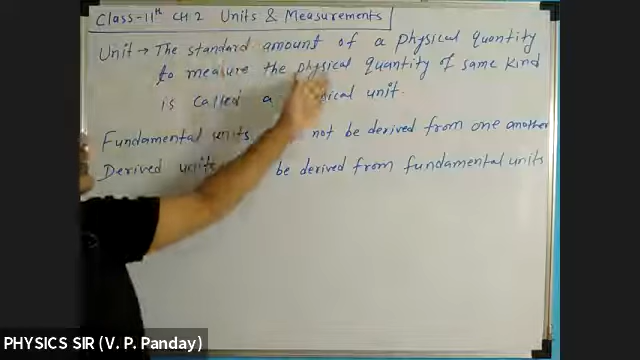 Class-11th CH.2 Units & Measurements
Unit → The standard amount of a physical quantity
to measure the physical quantity of same kind
is called a unit.
Fundamental units not be derived from one another
Derived units be derived from fundamental units
PHYSICS SIR (V. P. Panday)